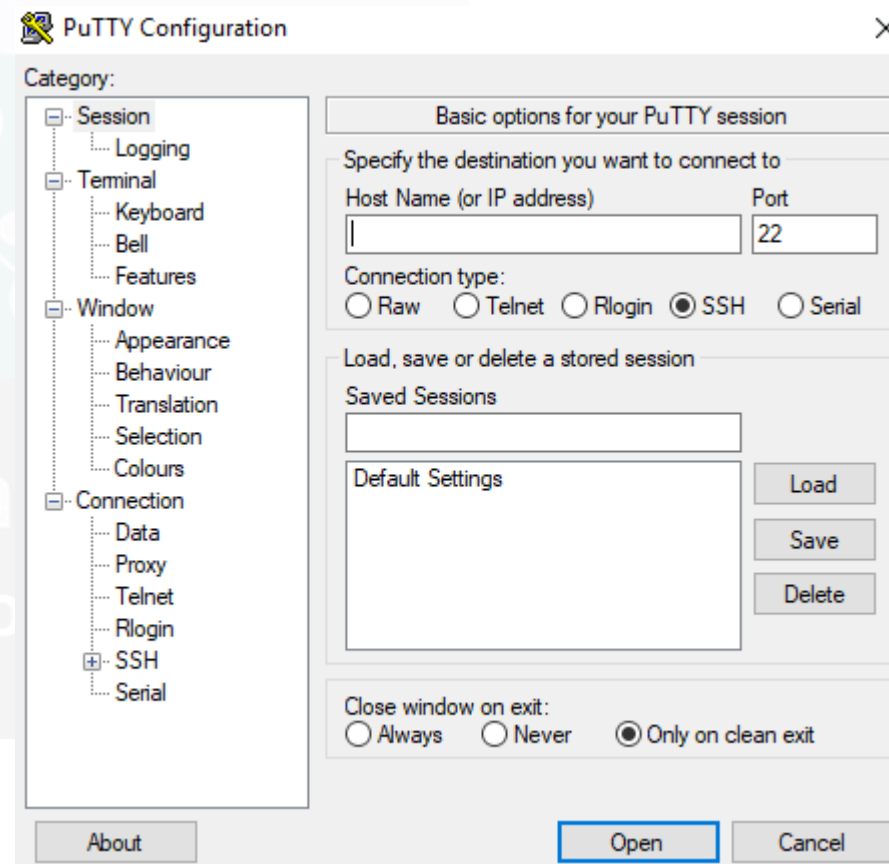 PuTTY Configuration
Category:
Session
Logging
Terminal
Keyboard
Bell
Features
Window
Appearance
Behaviour
Translation
Selection
Colours
Connection
Data
Proxy
Telnet
Rlogin
SSH
Serial
Basic options for your PuTTY session
Specify the destination you want to connect to
Host Name (or IP address) Port
22
Connection type:
Raw Telnet Rlogin SSH Serial
Load, save or delete a stored session
Saved Sessions
Default Settings
Load
Save
Delete
Close window on exit:
Always Never Only on clean exit
About Open Cancel